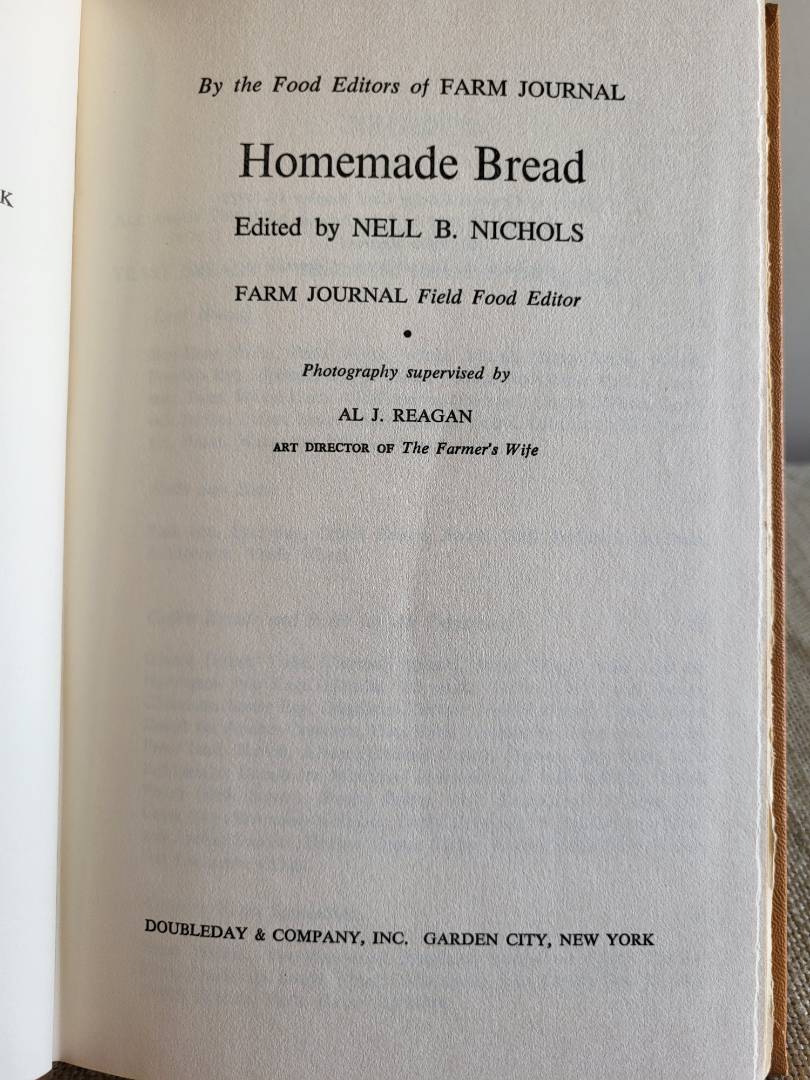 K
By the Food Editors of FARM JOURNAL
Homemade Bread
Edited by NELL B. NICHOLS
FARM JOURNAL Field Food Editor
•
Photography supervised by
AL J. REAGAN
ART DIRECTOR OF The Farmer's Wife
DOUBLEDAY & COMPANY, INC. GARDEN CITY, NEW YORK